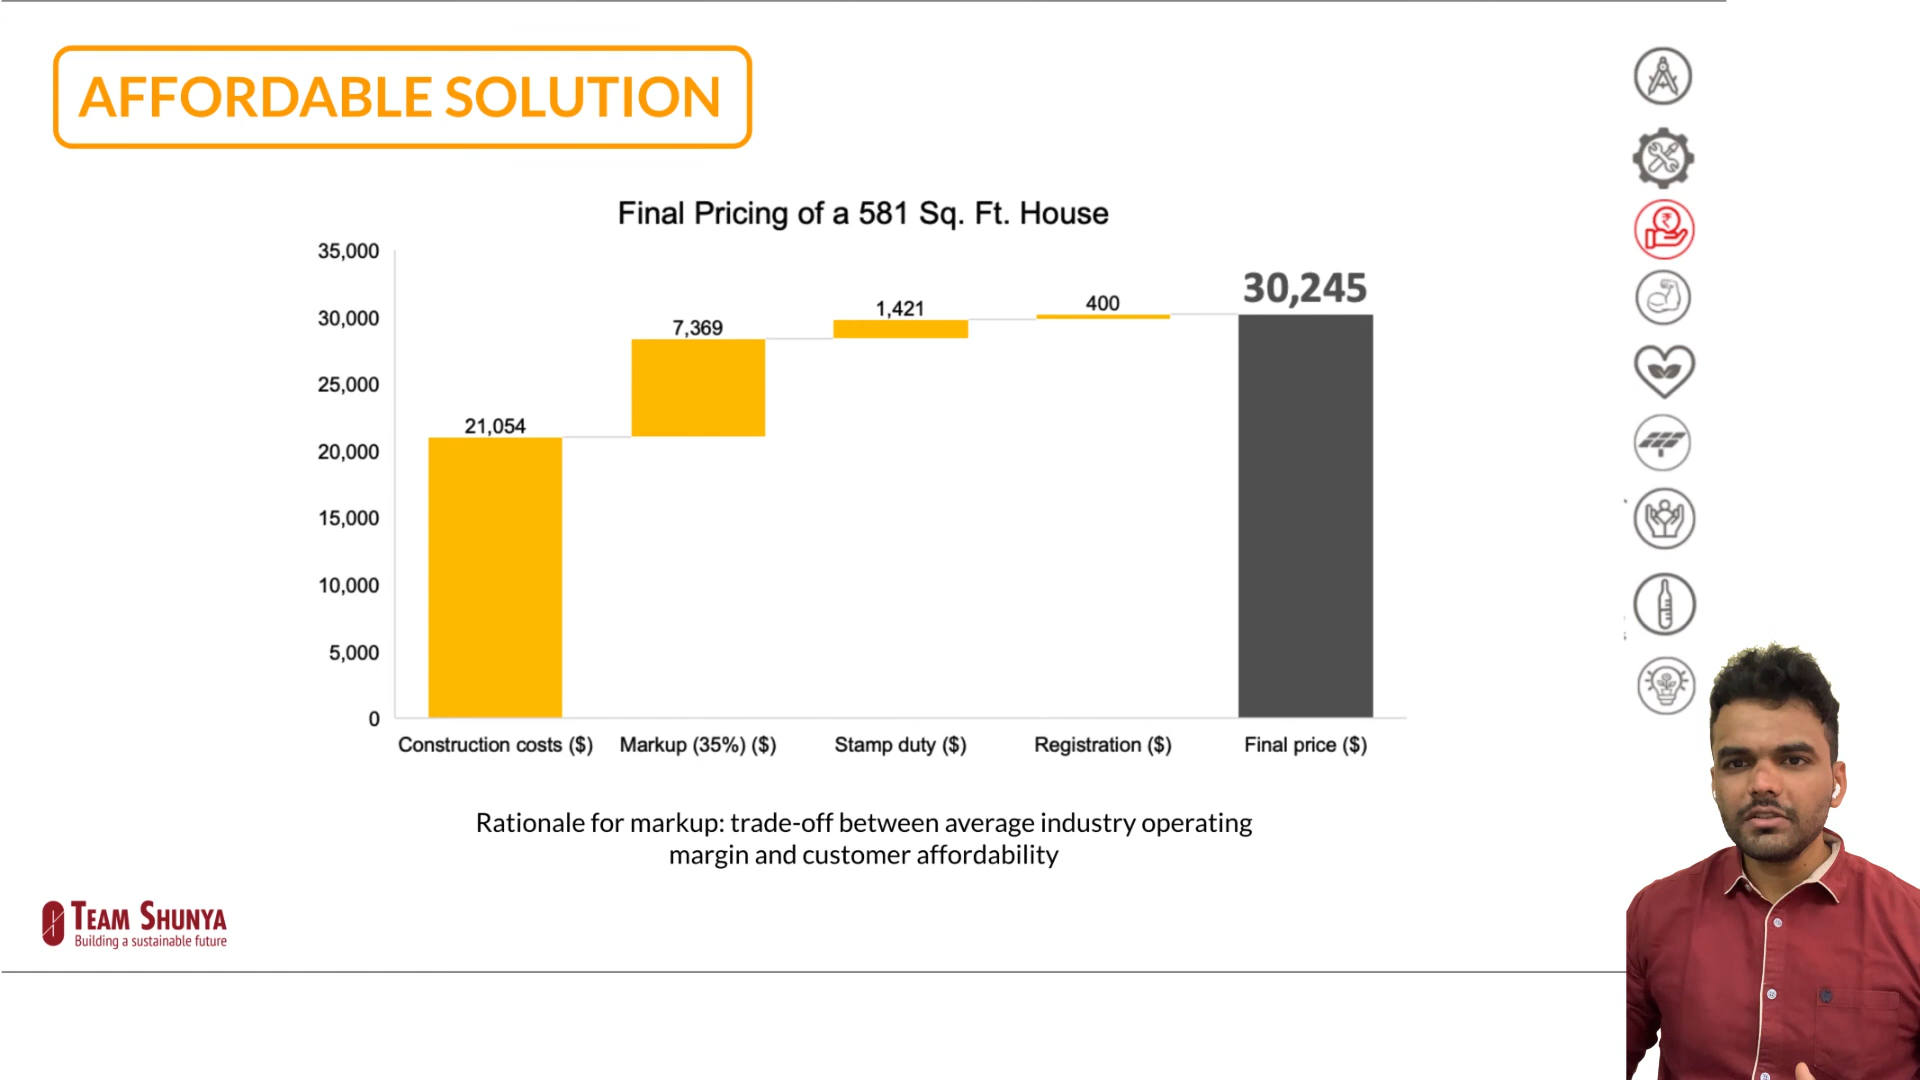 AFFORDABLE SOLUTION
Final Pricing of a 581 Sq. Ft. House
35,000
30,000
25,000
20,000
15,000
10,000
5,000
0
21,054
7,369
1,421
400
30,245
Construction costs ($)
Markup (35%) ($)
Stamp duty ($)
Registration ($)
Final price ($)
Rationale for markup: trade-off between average industry operating
margin and customer affordability
TEAM SHUNYA
Building a sustainable future
₹